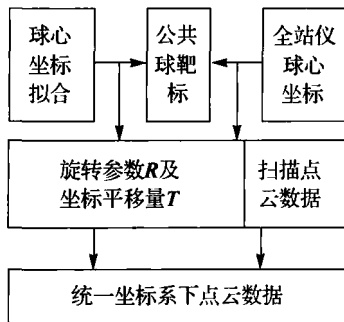 球心
坐标
拟合
公共
球靶
标
全站仪
球心
坐标
旋转参数R及
坐标平移量T
扫描点
云数据
统一坐标系下点云数据